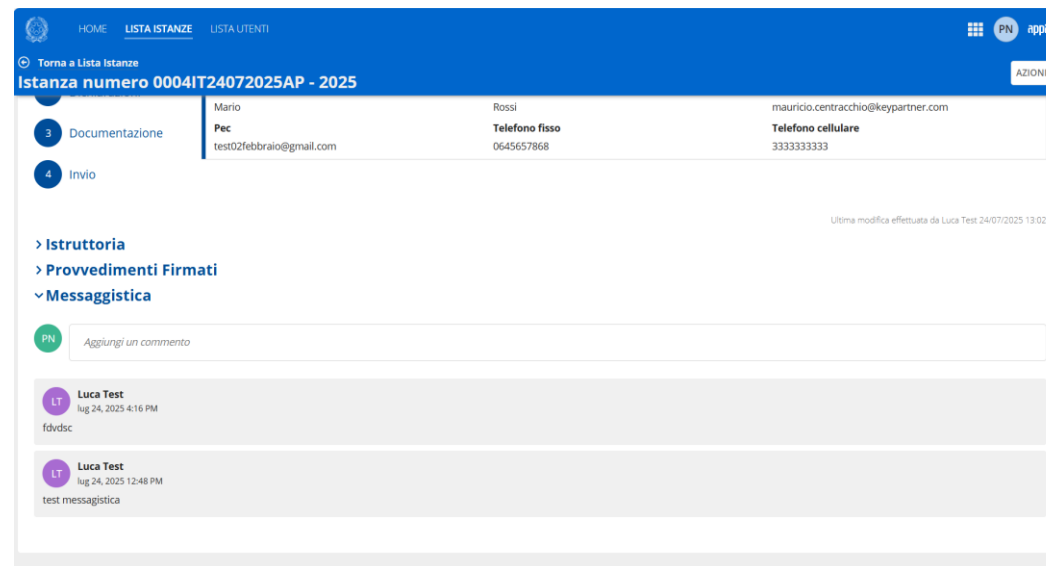 HOME LISTA ISTANZE LISTA UTENTI PN
Torna a Lista Istanze
Istanza numero 0004IT24072025AP - 2025
AZIONI
Mario Rossi mauricio.centracchio@keypartner.com
3 Documentazione
Pec Telefono fisso Telefono cellulare
test02febbraio@gmail.com 0645657868 3333333333
4 Invio
Ultima modifica effettuata da Luca Test 24/07/2025 13:02
Istruttoria
Provvedimenti Firmati
Messaggistica
PN Aggiungi un commento
LT Luca Test
lug 24, 2025 4:16 PM
fdvdsc
LT Luca Test
lug 24, 2025 12:48 PM
test messagistica